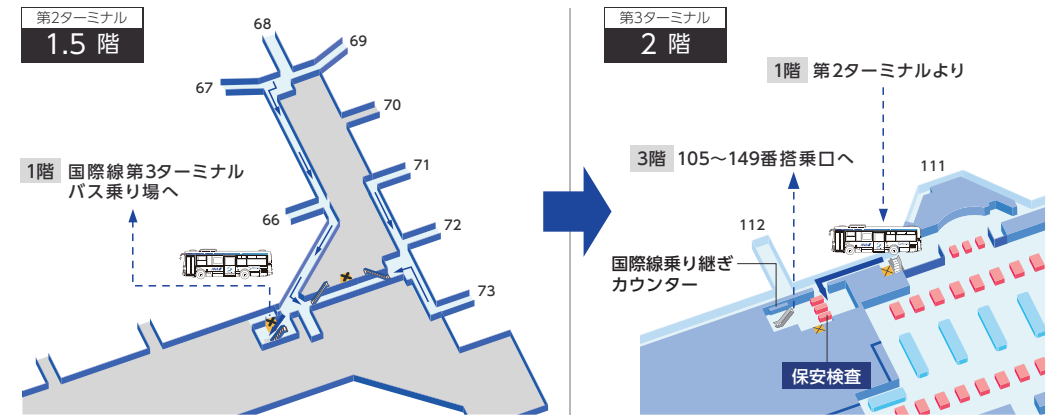 第2ターミナル
1.5 階
68
69
67
70
71
1階 国際線第3ターミナル
バス乗り場へ
66
72
73
第3ターミナル
2 階
1階 第2ターミナルより
3階 105～149番搭乗口へ
111
112
国際線乗り継ぎ
カウンター
保安検査